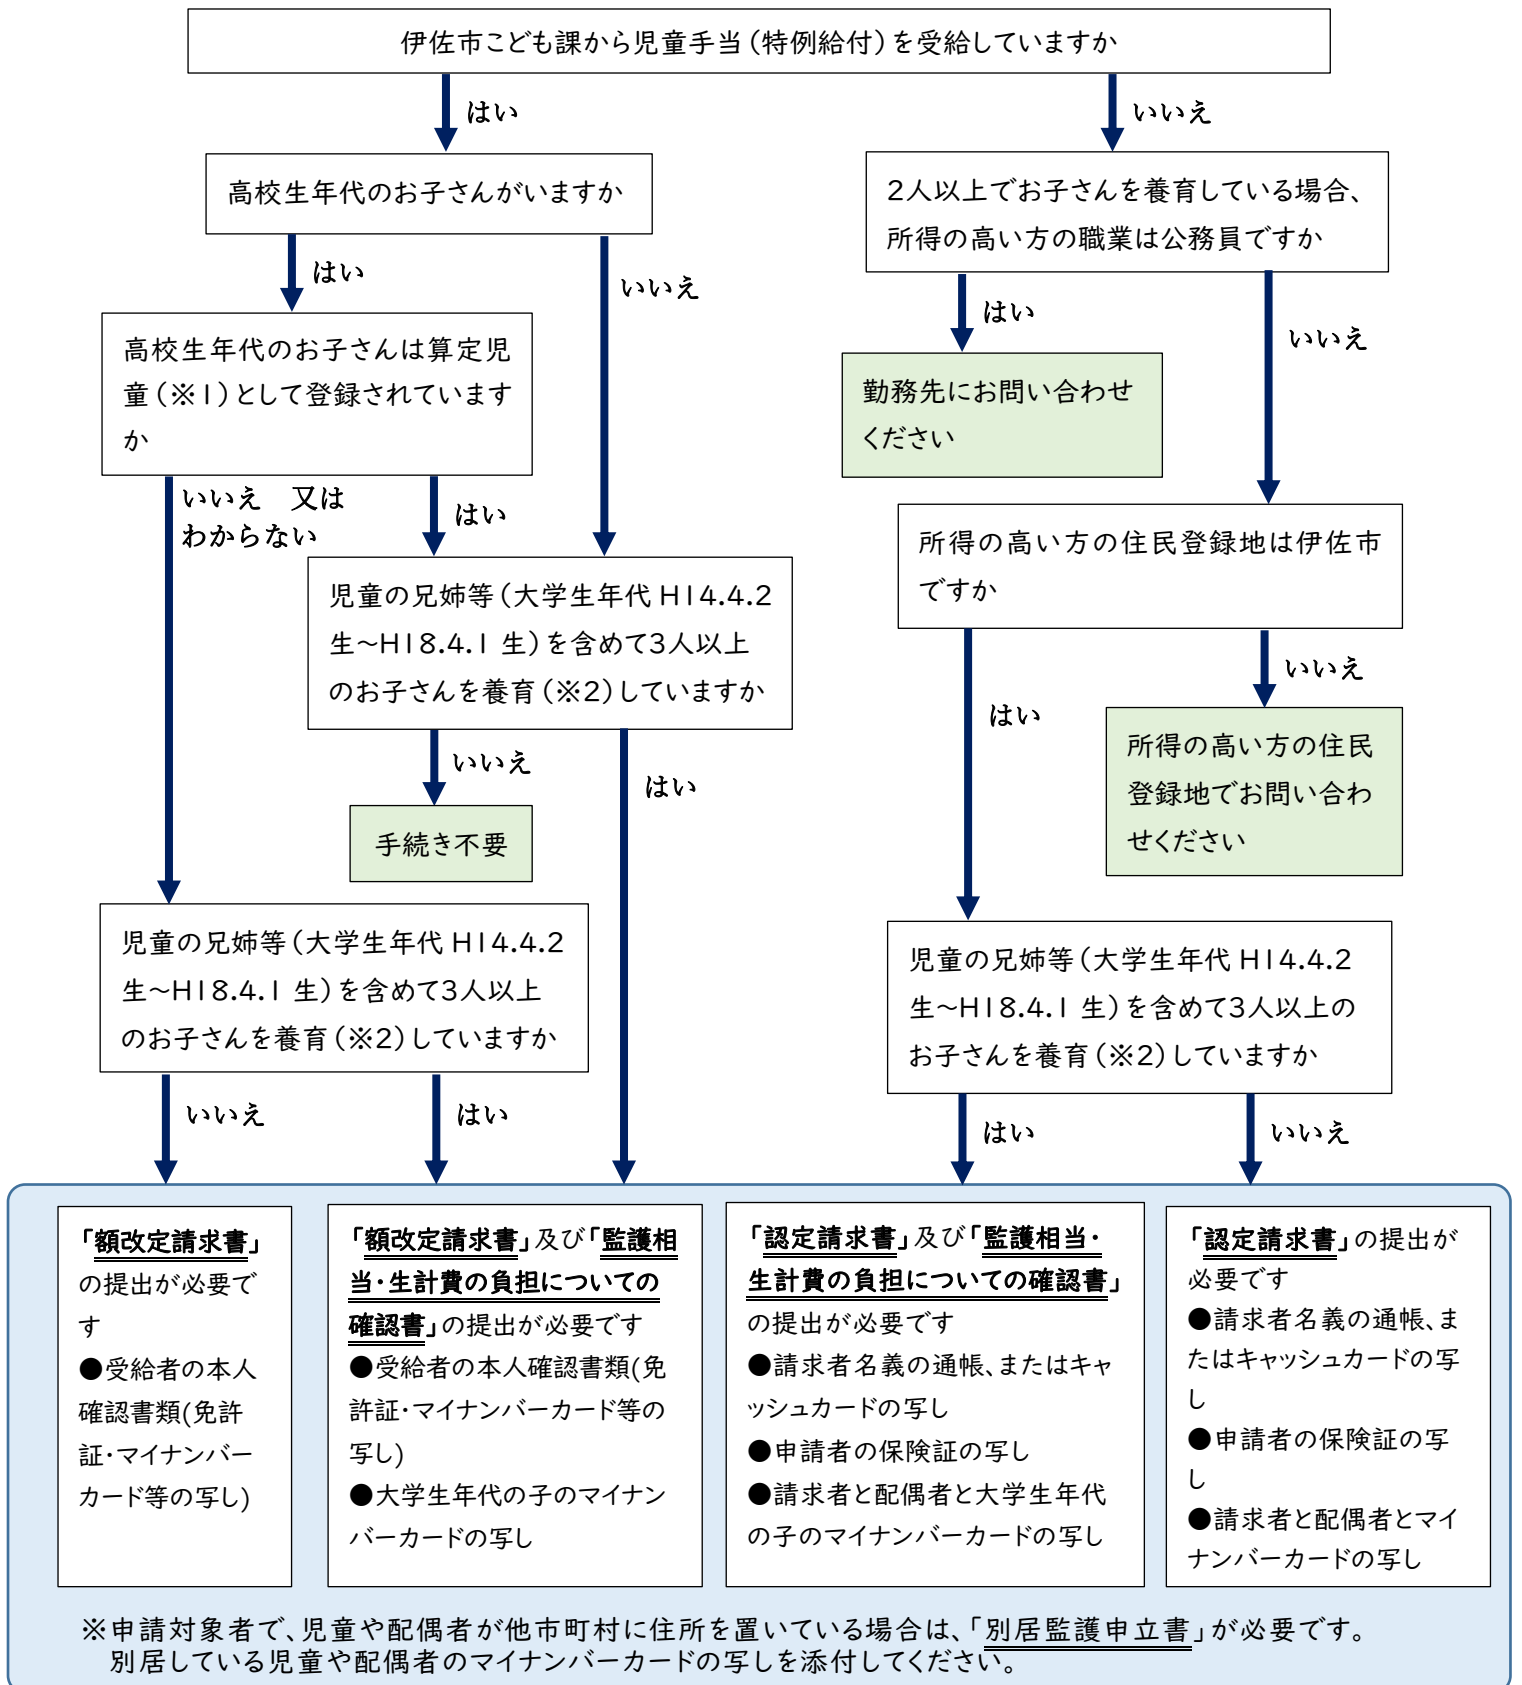 伊佐市こども課から児童手当(特例給付)を受給していますか
はい
いいえ
高校生年代のお子さんがいますか
2人以上でお子さんを養育している場合、
所得の高い方の職業は公務員ですか
はい
いいえ
はい
いいえ
高校生年代のお子さんは算定児
童(※1)として登録されています
か
勤務先にお問い合わせ
ください
いいえ 又は
わからない
はい
所得の高い方の住民登録地は伊佐市
ですか
児童の兄姉等(大学生年代 H14.4.2
生~H18.4.1 生)を含めて3人以上
のお子さんを養育(※2)していますか
はい
いいえ
いいえ
はい
所得の高い方の住民
登録地でお問い合わ
せください
手続き不要
児童の兄姉等(大学生年代 H14.4.2
生~H18.4.1 生)を含めて3人以上
のお子さんを養育(※2)していますか
児童の兄姉等(大学生年代 H14.4.2
生~H18.4.1 生)を含めて3人以上の
お子さんを養育(※2)していますか
いいえ
はい
はい
いいえ
「額改定請求書」
の提出が必要で
す
●受給者の本人
確認書類(免許
証・マイナンバー
カード等の写し)
「額改定請求書」及び「監護相
当・生計費の負担についての
確認書」の提出が必要です
●受給者の本人確認書類(免
許証・マイナンバーカード等の
写し)
●大学生年代の子のマイナン
バーカードの写し
「認定請求書」及び「監護相当・
生計費の負担についての確認書」
の提出が必要です
●請求者名義の通帳、またはキャ
ッシュカードの写し
●申請者の保険証の写し
●請求者と配偶者と大学生年代
の子のマイナンバーカードの写し
「認定請求書」の提出が
必要です
●請求者名義の通帳、ま
たはキャッシュカードの写
し
●申請者の保険証の写
し
●請求者と配偶者とマイ
ナンバーカードの写し
※申請対象者で、児童や配偶者が他市町村に住所を置いている場合は、「別居監護申立書」が必要です。
別居している児童や配偶者のマイナンバーカードの写しを添付してください。